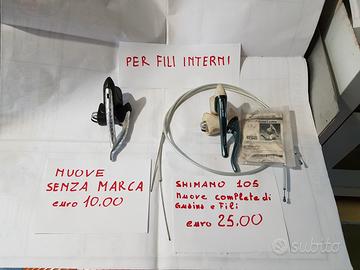 PER FILI INTERNI
NUOVE
SENZA MARCA
euro 10.00
SHIMANO 105
nuove complete di
Guaine e Fili
euro 25.00
subito